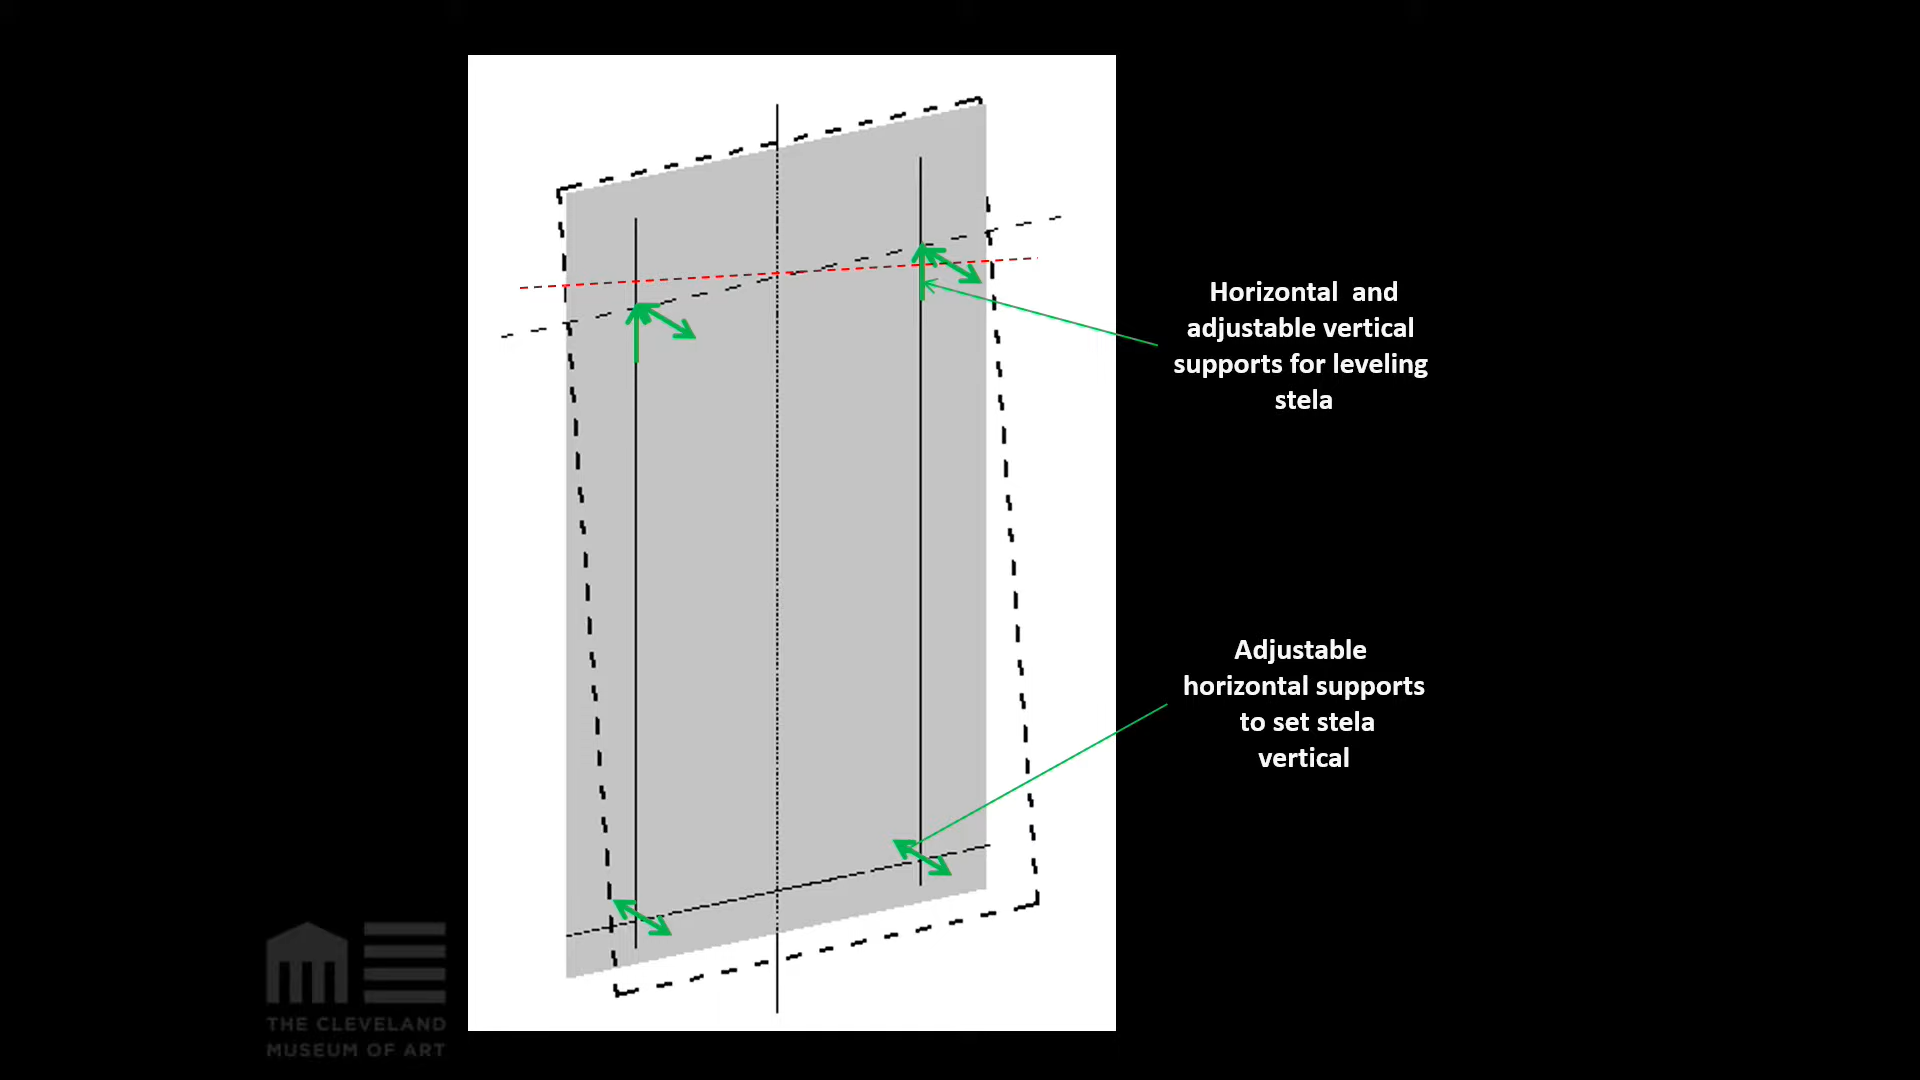 Horizontal and
adjustable vertical
supports for leveling
stela
Adjustable
horizontal supports
to set stela
vertical
THE CLEVELAND
MUSEUM OF ART